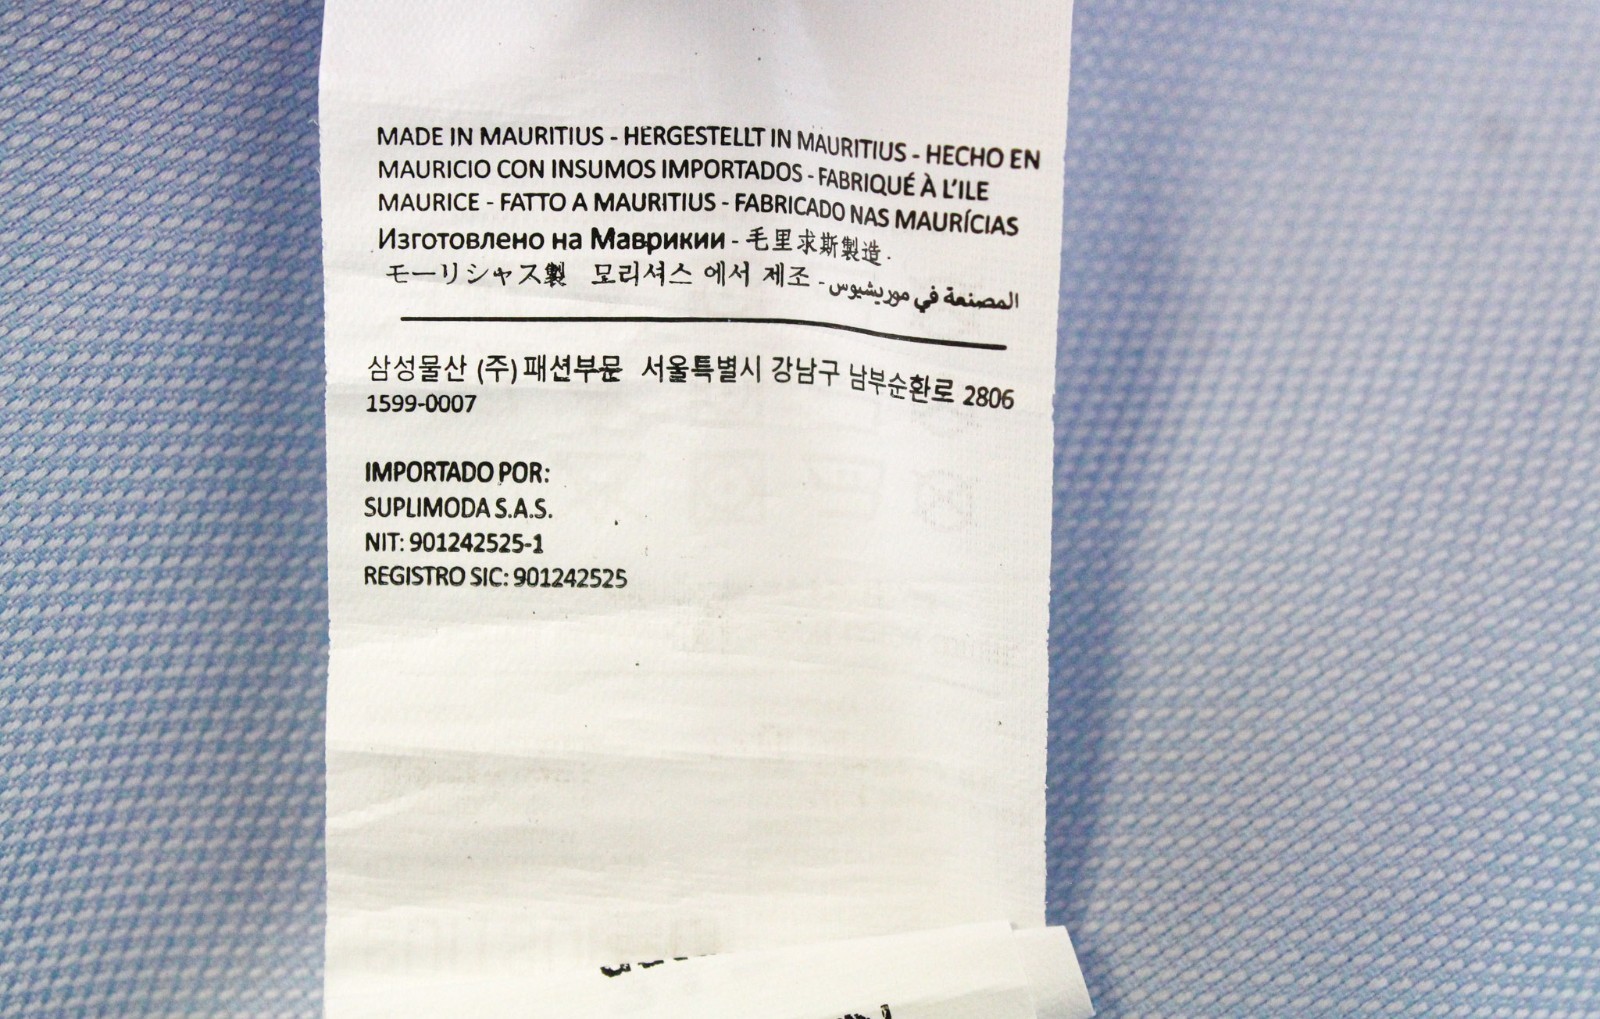 MADE IN MAURITIUS - HERGESTELLT IN MAURITIUS - HECHO EN
MAURICIO CON INSUMOS IMPORTADOS - FABRIQUÉ À L'ILE
MAURICE - FATTO A MAURITIUS - FABRICADO NAS MAURÍCIAS
Изготовлено на Маврикии - 毛里求斯製造.
モーリシャス製 모리셔스 에서 제조 - المصنعة في موريشيوس
삼성물산 (주) 패션부문 서울특별시 강남구 남부순환로 2806
1599-0007
IMPORTADO POR:
SUPLIMODA S.A.S.
NIT: 901242525-1
REGISTRO SIC: 901242525